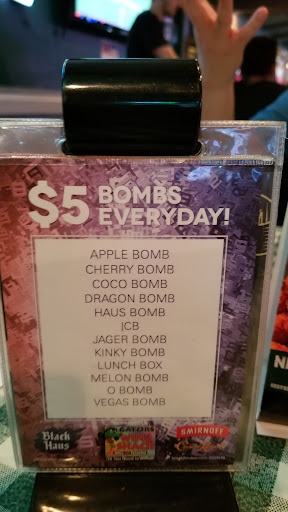 $5 BOMBS
EVERYDAY!
APPLE BOMB
CHERRY BOMB
COCO BOMB
DRAGON BOMB
HAUS BOMB
JCB
JAGER BOMB
KINKY BOMB
LUNCH BOX
MELON BOMB
O BOMB
VEGAS BOMB
Black
Haus
SMIRNOFF